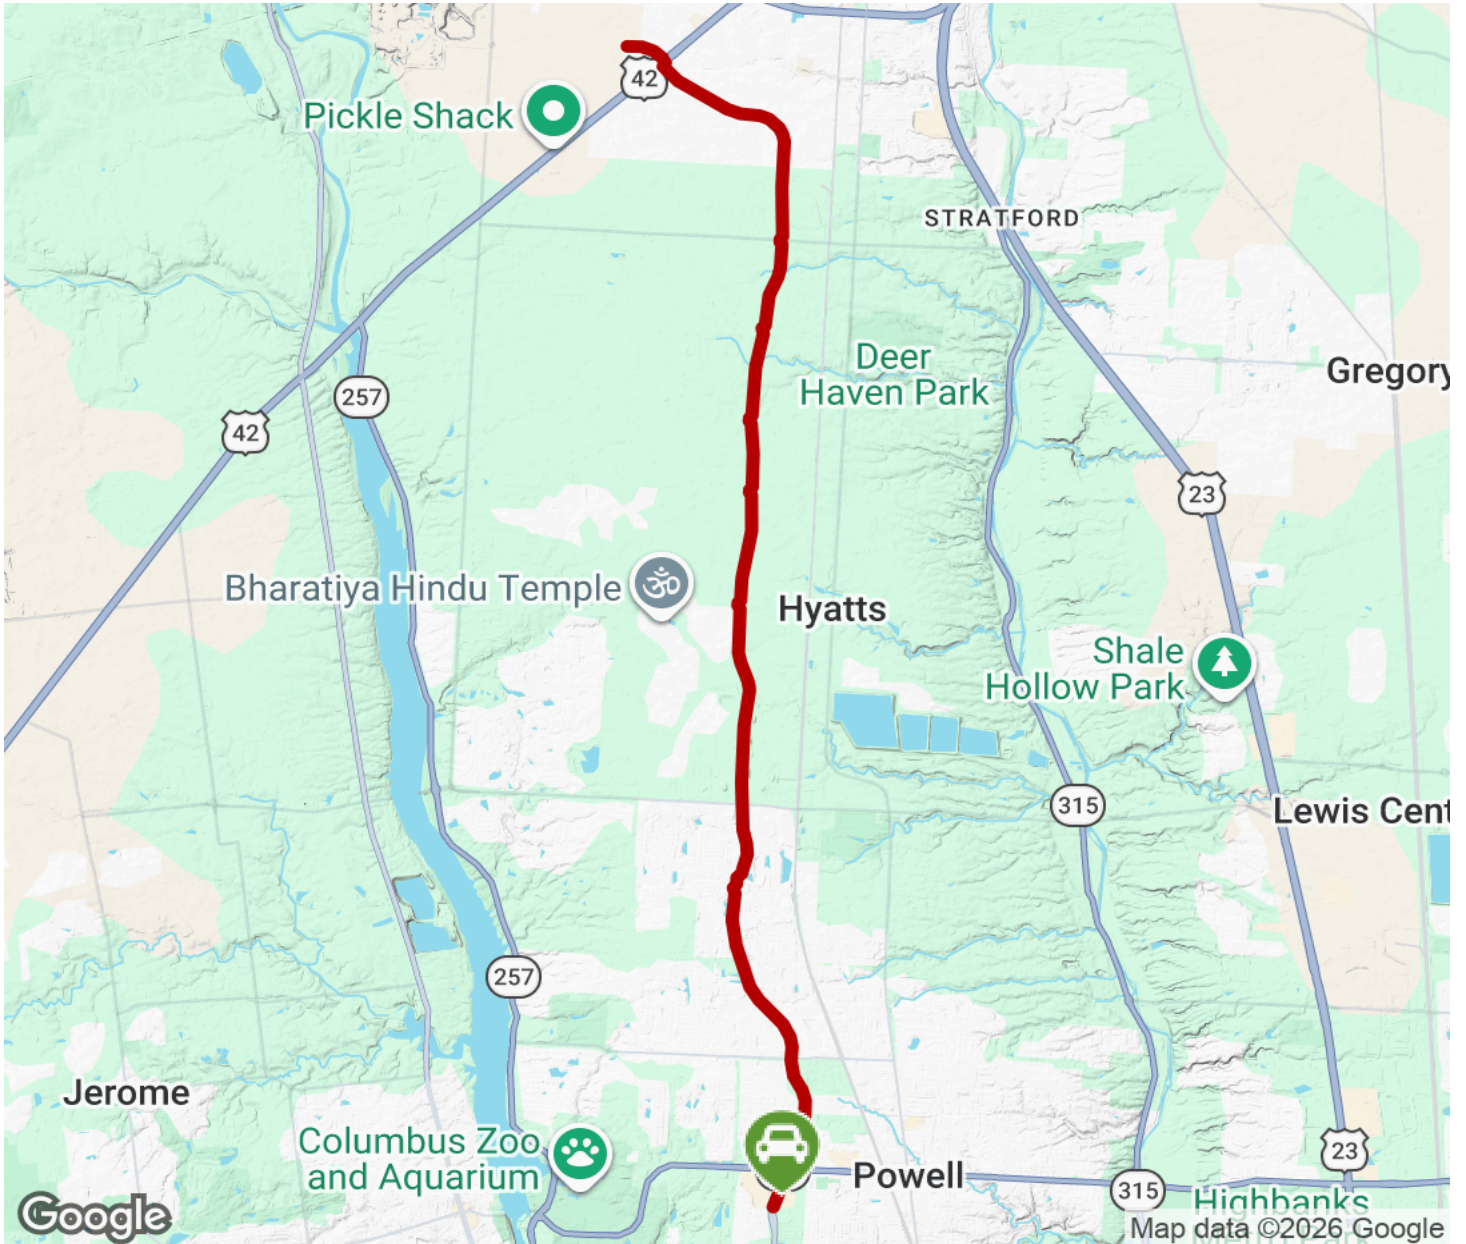 42
Pickle Shack
STRATFORD
Deer
Haven Park
Gregory
257
42
23
Bharatiya Hindu Temple
ॐ
Hyatts
Shale
Hollow Park
315
Lewis Cent
257
Jerome
Columbus Zoo
and Aquarium
Powell
23
315
Highbanks
Google
Map data ©2026 Google